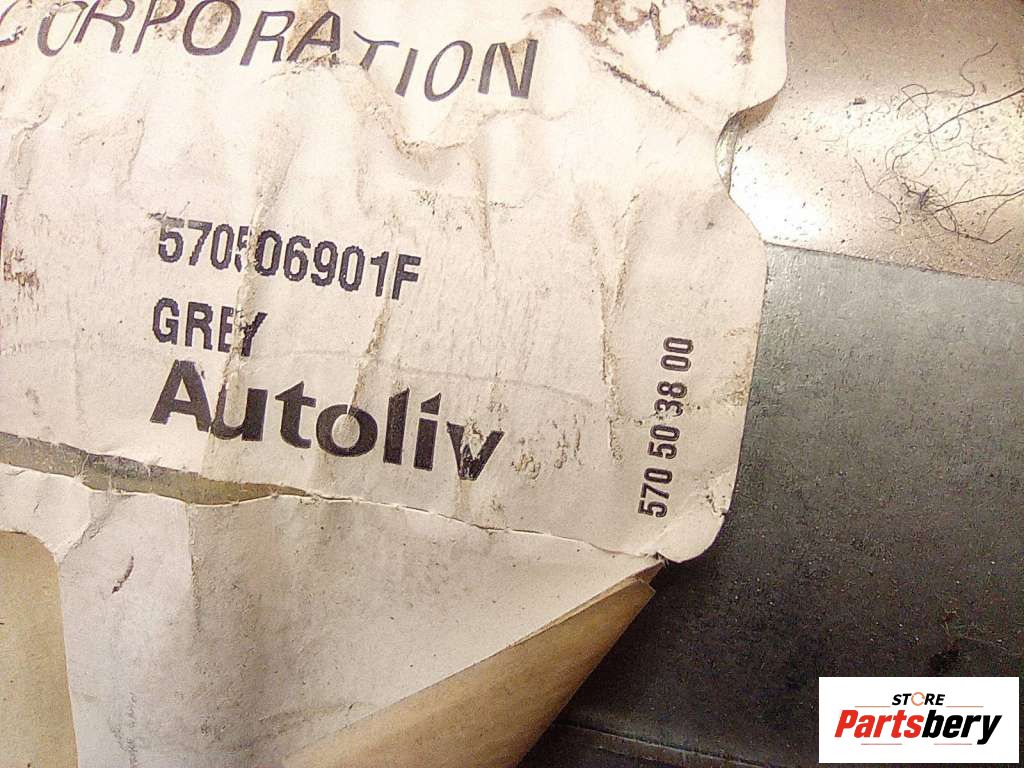 CORPORATION
570506901F
GREY
Autoliv
570 50 38 00
STORE
Partsbery